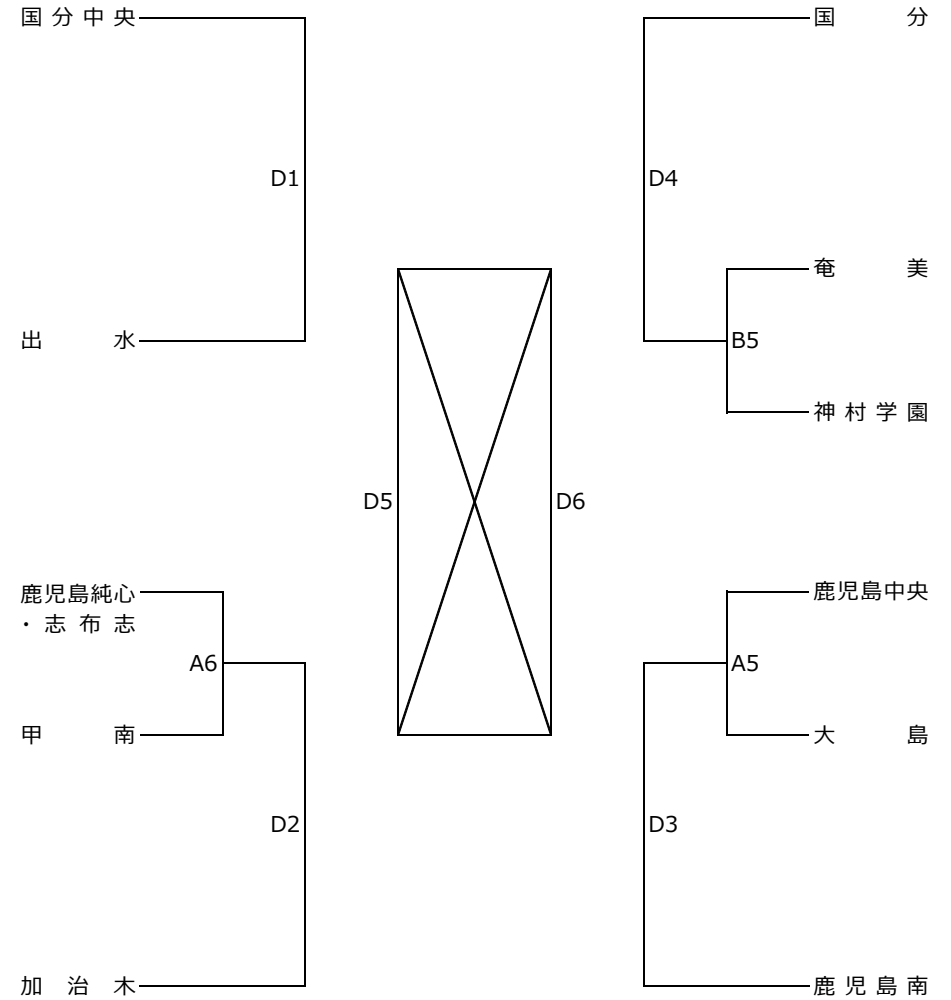 国分中央
国分
D1
D4
奄美
出水
B5
神村学園
D5
D6
鹿児島純心
・志布志
鹿児島中央
A6
A5
甲南
大島
D2
D3
加治木
鹿児島南